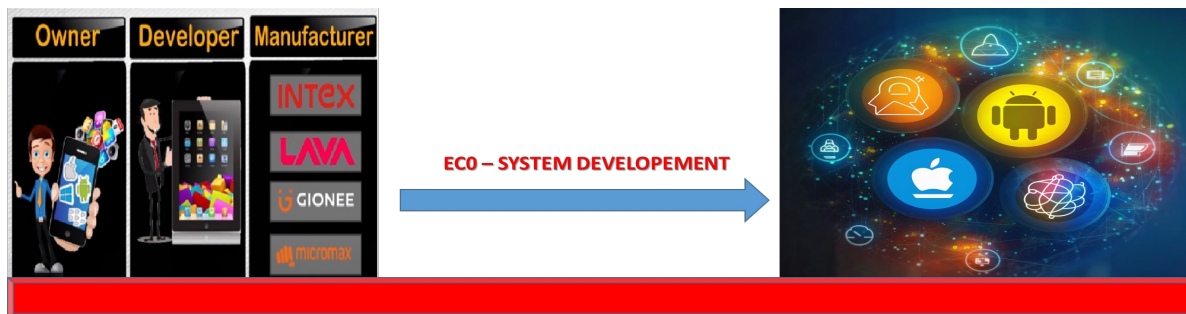 Owner
Developer
Manufacturer
INTEX
LAVA
GIONEE
micromax
EC0 – SYSTEM DEVELOPEMENT